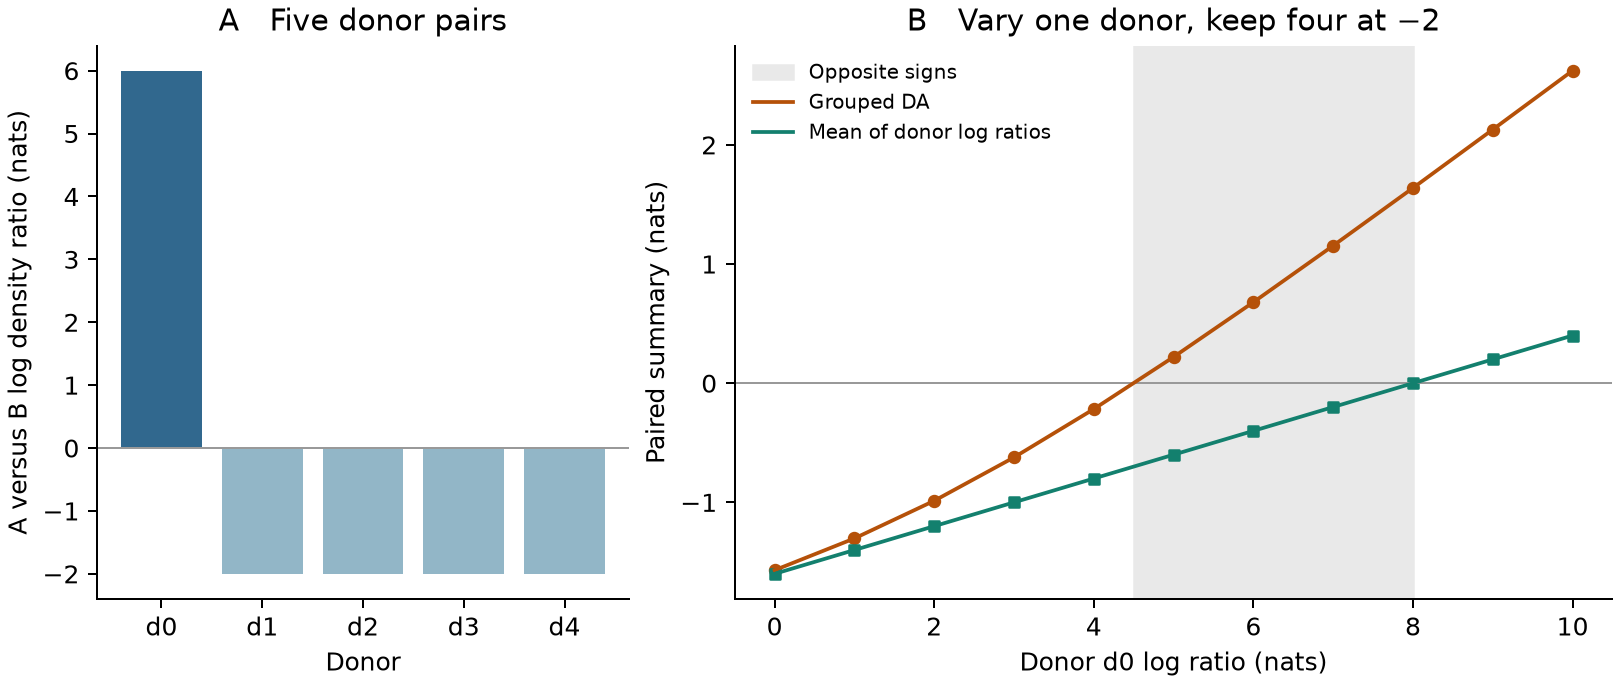 A Five donor pairs
A versus B log density ratio (nats)
6
5
4
3
2
1
0
−1
−2
d0 d1 d2 d3 d4
Donor
B Vary one donor, keep four at −2
Opposite signs
Grouped DA
Mean of donor log ratios
Paired summary (nats)
2
1
0
−1
0 2 4 6 8 10
Donor d0 log ratio (nats)